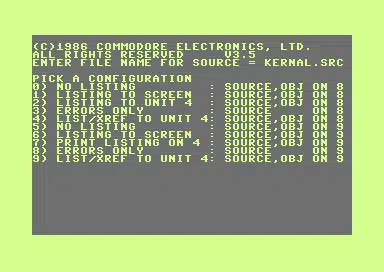 (C)1986 COMMODORE ELECTRONICS, LTD.
ALL RIGHTS RESERVED     V3.5
ENTER FILE NAME FOR SOURCE = KERNAL.SRC
PICK A CONFIGURATION
0) NO LISTING         : SOURCE,OBJ ON 8
1) LISTING TO SCREEN  : SOURCE,OBJ ON 8
2) LISTING TO UNIT 4  : SOURCE,OBJ ON 8
3) ERRORS ONLY        : SOURCE     ON 8
4) LIST/XREF TO UNIT 4: SOURCE,OBJ ON 8
5) NO LISTING         : SOURCE,OBJ ON 9
6) LISTING TO SCREEN  : SOURCE,OBJ ON 9
7) PRINT LISTING ON 4 : SOURCE,OBJ ON 9
8) ERRORS ONLY        : SOURCE     ON 9
9) LIST/XREF TO UNIT 4: SOURCE,OBJ ON 9